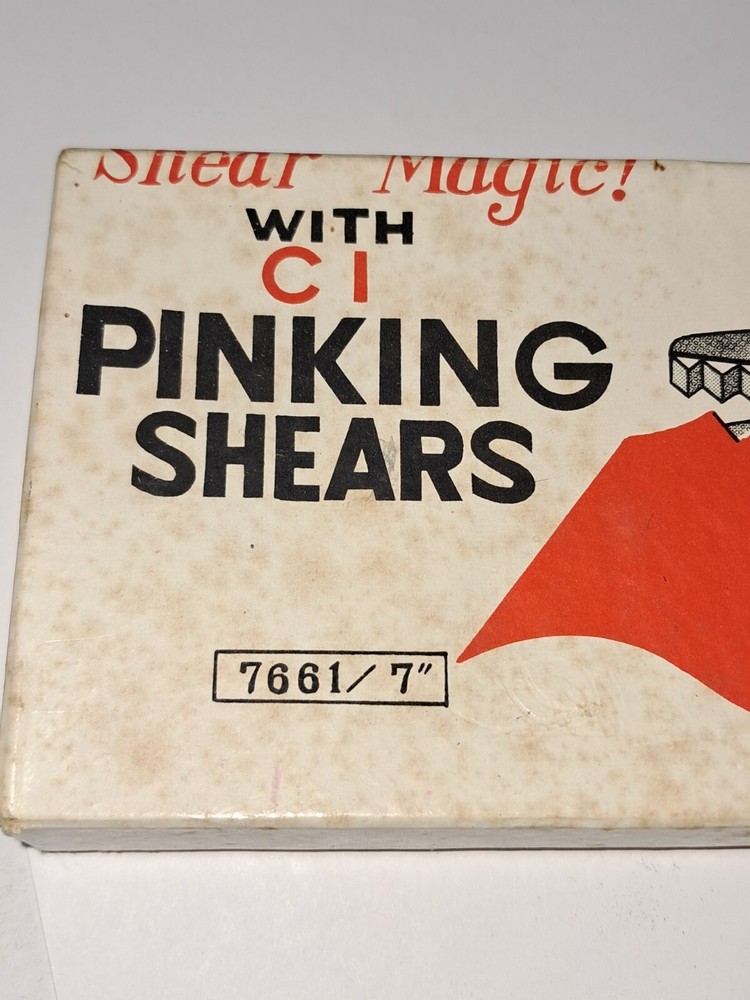 Shear Magic!
WITH
CI
PINKING
SHEARS
7661/7"